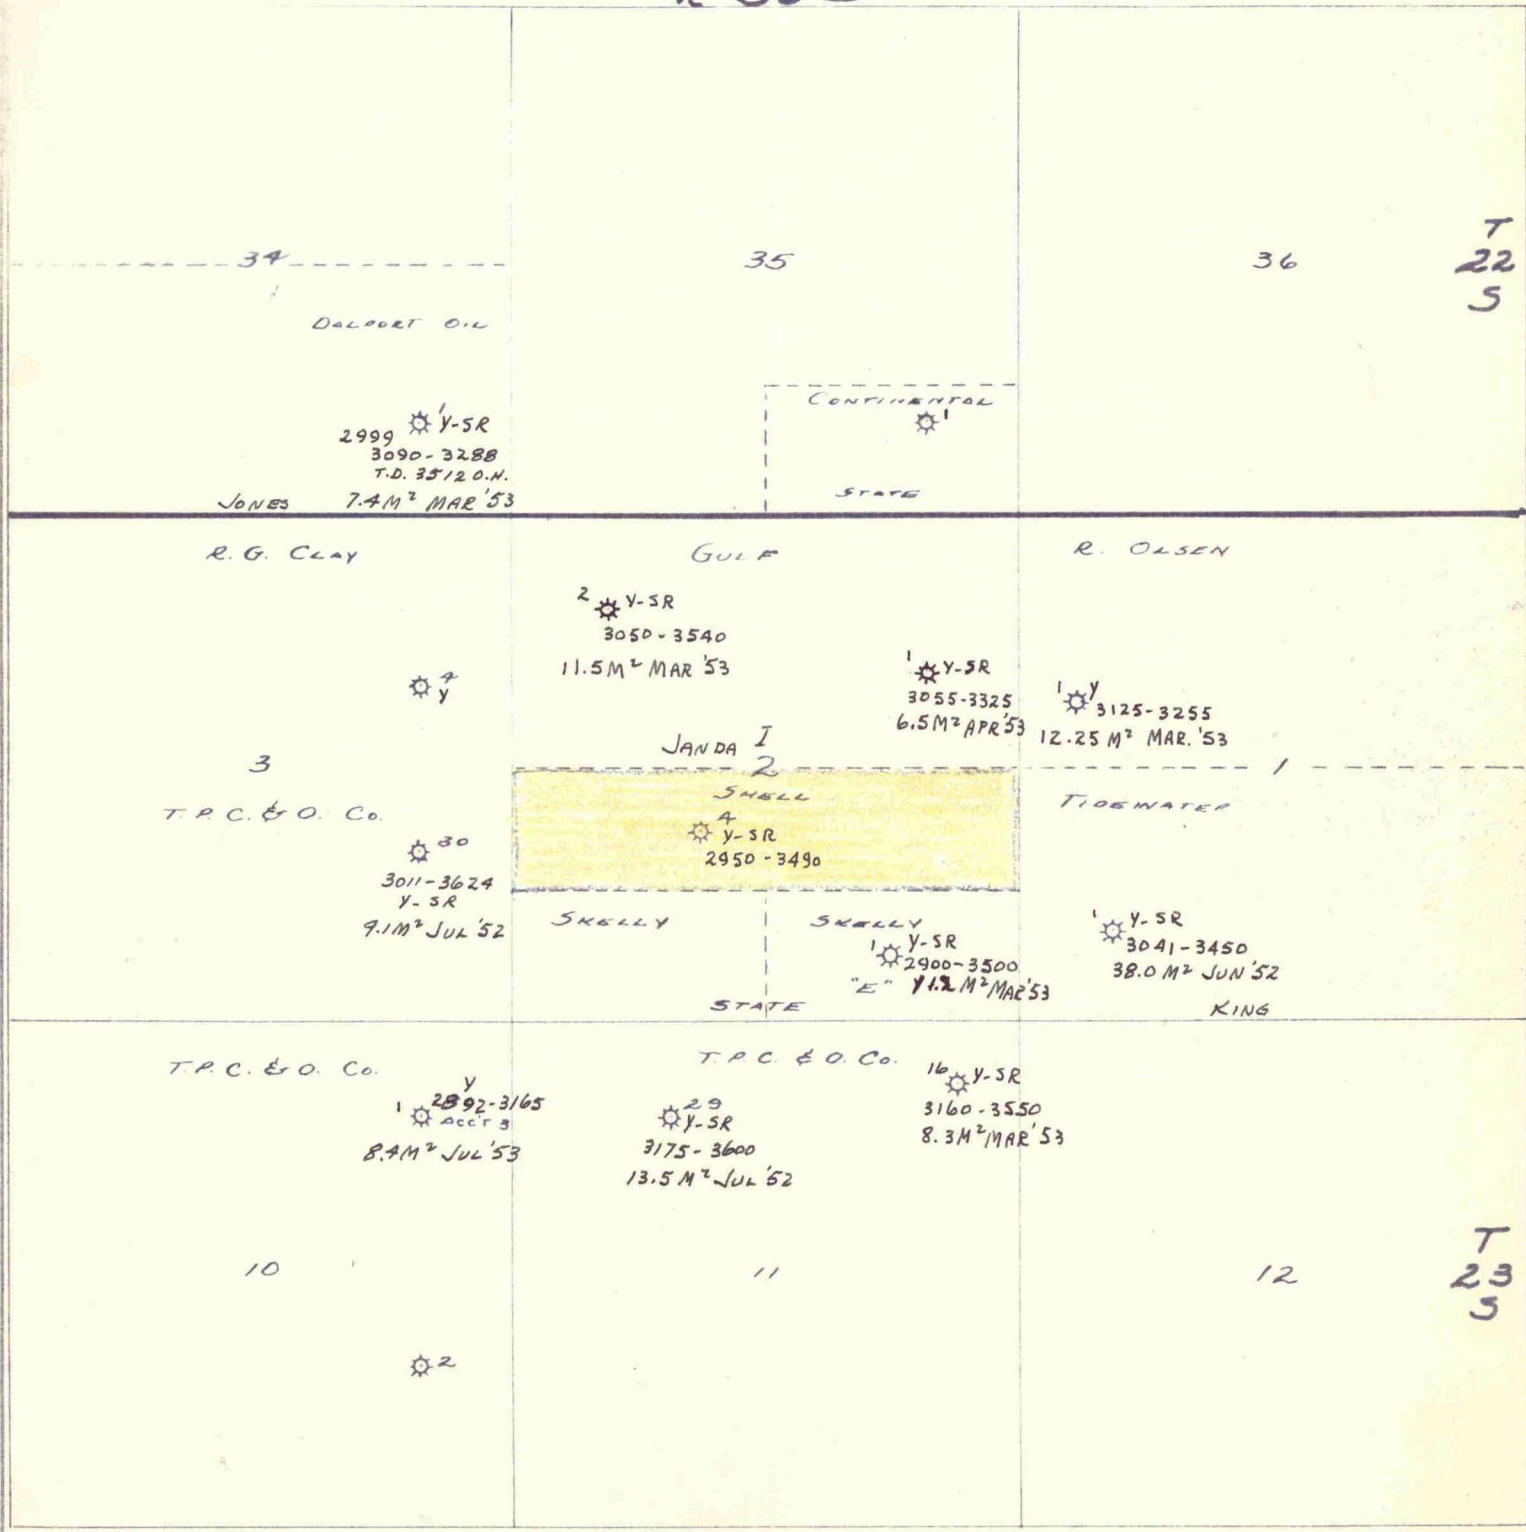 34
35
36
T
22
S
DALPORT OIL
1
Y-SR
2999
3090-3288
T.D. 3512 O.H.
JONES
7.4M² MAR '53
CONTINENTAL
1
STATE
R. G. CLAY
GULF
R. OLSEN
2 Y-SR
3050-3540
11.5M² MAR '53
4
Y
1 Y-SR
3055-3325
6.5M² APR '53
1 Y
3125-3255
12.25 M² MAR. '53
JANDA I
3
2
1
SHELL
4
Y-SR
2950-3490
T. P. C. & O. Co.
TIDEWATER
30
3011-3624
Y-SR
9.1M² JUL '52
SKELLY
SKELLY
1 Y-SR
2900-3500
"E"
M² MAR '53
STATE
1 Y-SR
3041-3450
38.0 M² JUN '52
KING
T. P. C. & O. Co.
T. P. C. & O. Co.
Y
1 2892-3165
ACC'T 3
8.4M² JUL '53
29
Y-SR
3175-3600
13.5 M² JUL '52
16 Y-SR
3160-3550
8.3M² MAR '53
10
11
12
T
23
S
2